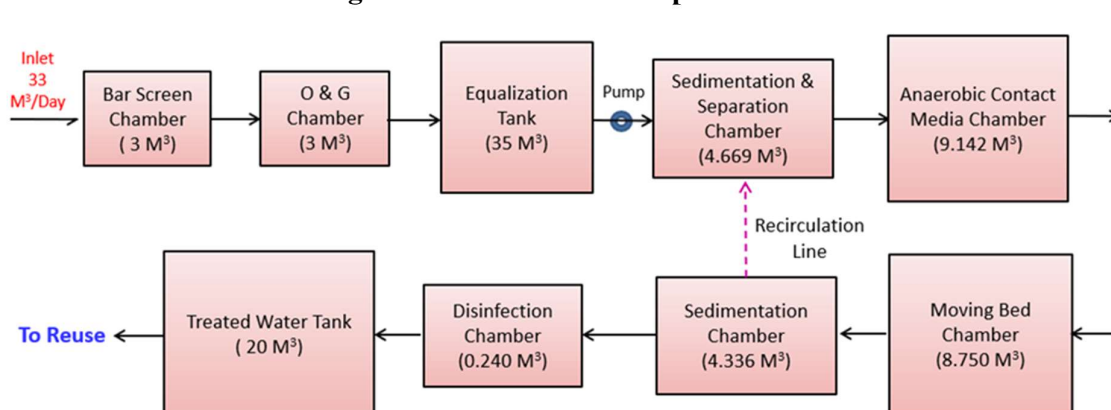 Inlet
33
M³/Day
Bar Screen
Chamber
( 3 M³)
O & G
Chamber
(3 M³)
Equalization
Tank
(35 M³)
Pump
Sedimentation &
Separation
Chamber
(4.669 M³)
Anaerobic Contact
Media Chamber
(9.142 M³)
Recirculation
Line
To Reuse
Treated Water Tank
( 20 M³)
Disinfection
Chamber
(0.240 M³)
Sedimentation
Chamber
(4.336 M³)
Moving Bed
Chamber
(8.750 M³)